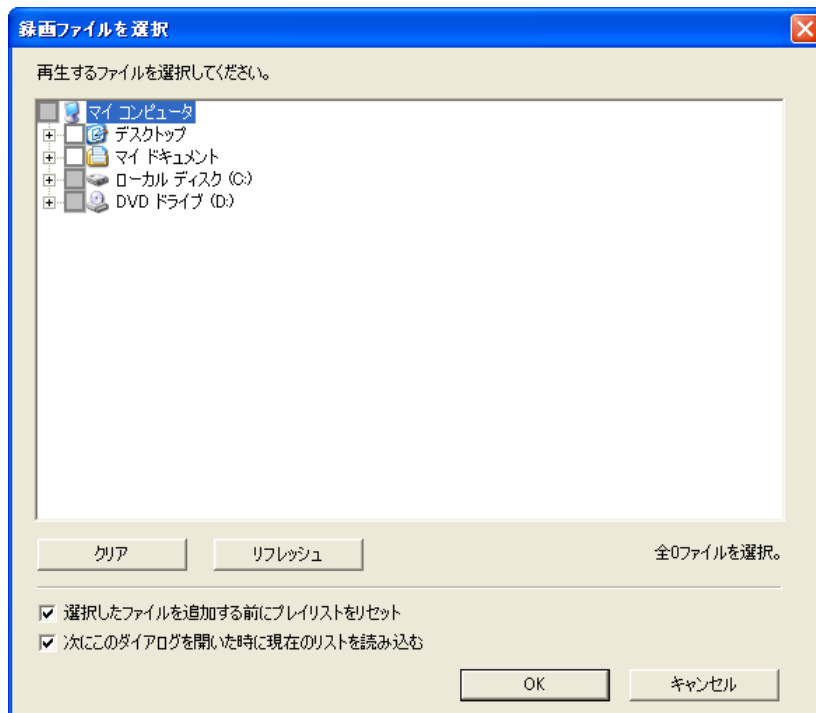 録画ファイルを選択
再生するファイルを選択してください。
マイ コンピュータ
デスクトップ
マイ ドキュメント
ローカル ディスク (C:)
DVD ドライブ (D:)
クリア
リフレッシュ
全0ファイルを選択。
選択したファイルを追加する前にプレイリストをリセット
次にこのダイアログを開いた時に現在のリストを読み込む
OK
キャンセル